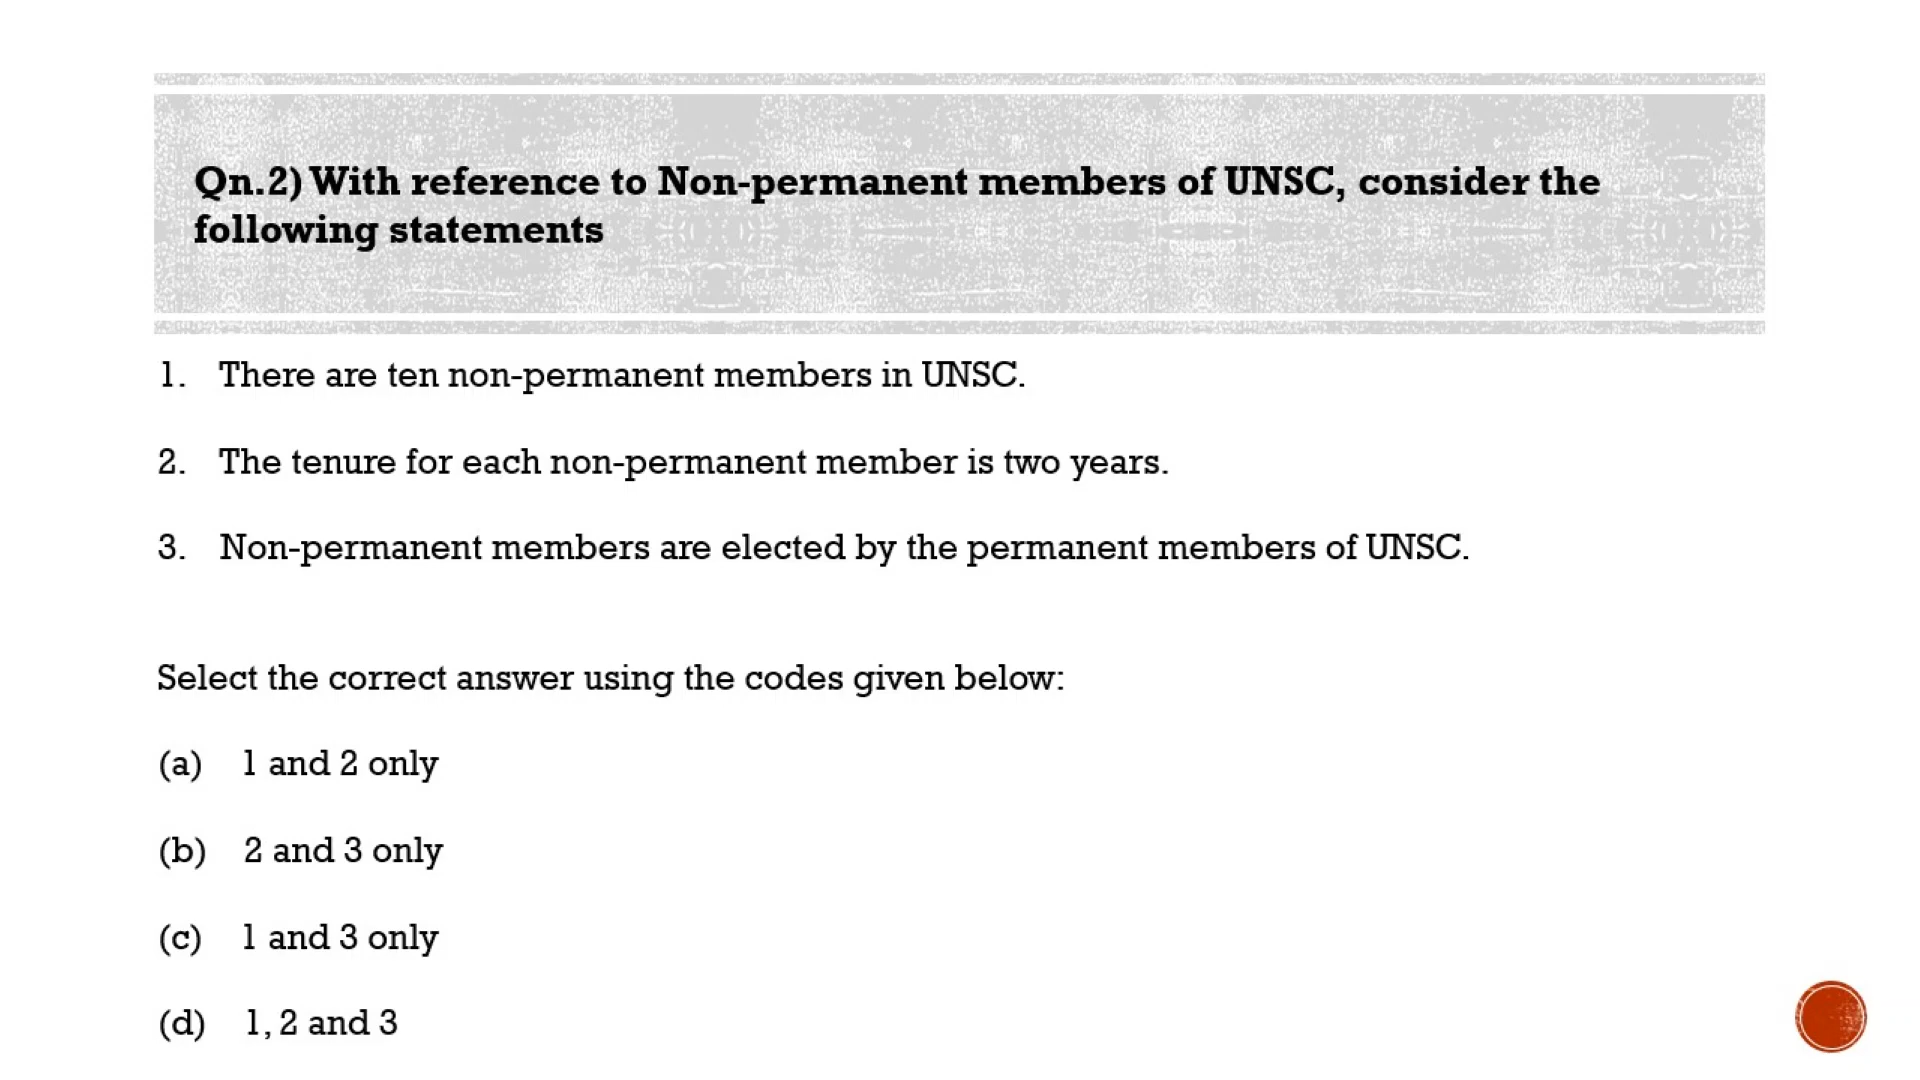 Qn.2) With reference to Non-permanent members of UNSC, consider the
following statements
1. There are ten non-permanent members in UNSC.
2. The tenure for each non-permanent member is two years.
3. Non-permanent members are elected by the permanent members of UNSC.
Select the correct answer using the codes given below:
(a) 1 and 2 only
(b) 2 and 3 only
(c) 1 and 3 only
(d) 1, 2 and 3